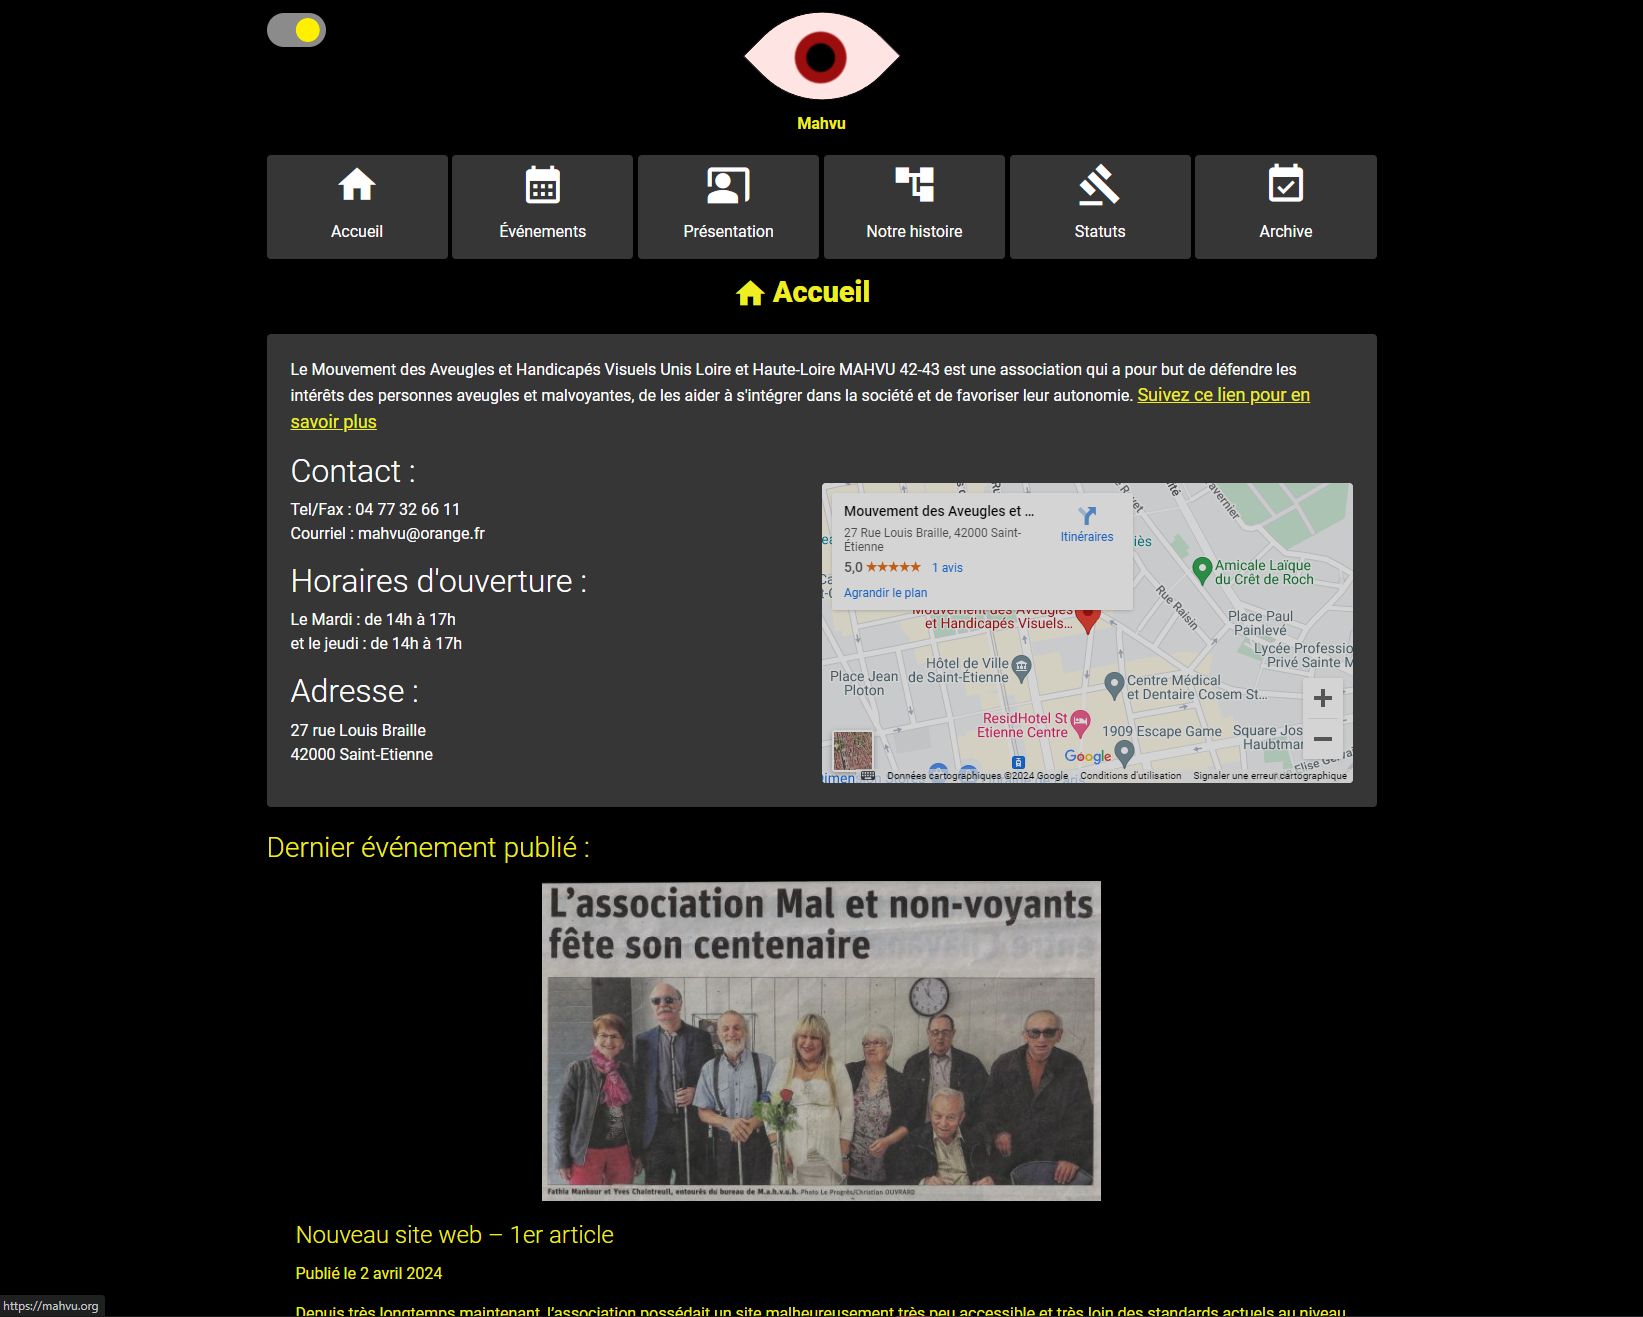 Mahvu
Accueil
Événements
Présentation
Notre histoire
Statuts
Archive
Accueil
Le Mouvement des Aveugles et Handicapés Visuels Unis Loire et Haute-Loire MAHVU 42-43 est une association qui a pour but de défendre les
intérêts des personnes aveugles et malvoyantes, de les aider à s'intégrer dans la société et de favoriser leur autonomie. Suivez ce lien pour en
savoir plus
Contact :
Tel/Fax : 04 77 32 66 11
Courriel : mahvu@orange.fr
Horaires d'ouverture :
Le Mardi : de 14h à 17h
et le jeudi : de 14h à 17h
Adresse :
27 rue Louis Braille
42000 Saint-Etienne
Mouvement des Aveugles et ...
27 Rue Louis Braille, 42000 Saint-
Étienne
Itinéraires
5,0 ★★★★★ 1 avis
Agrandir le plan
Amicale Laïque
du Crêt de Roch
Rue Raisin
Mouvement des Aveugles
et Handicapés Visuels...
Place Paul
Painlevé
Lycée Professio
Privé Sainte M
Hôtel de Ville
de Saint-Étienne
Place Jean
Ploton
Centre Médical
et Dentaire Cosem St...
ResidHotel St
Etienne Centre
1909 Escape Game
Square Jos
Haubtmar
Google
Données cartographiques ©2024 Google
Conditions d'utilisation
Signaler une erreur cartographique
Dernier événement publié :
L'association Mal et non-voyants
fête son centenaire
Fathia Mankour et Yves Chaintreuil, entourés du bureau de M.a.h.v.u.h. Photo Le Progrès/Christian OUVRARD
Nouveau site web – 1er article
Publié le 2 avril 2024
Depuis très longtemps maintenant, l'association possédait un site malheureusement très peu accessible et très loin des standards actuels au niveau
https://mahvu.org